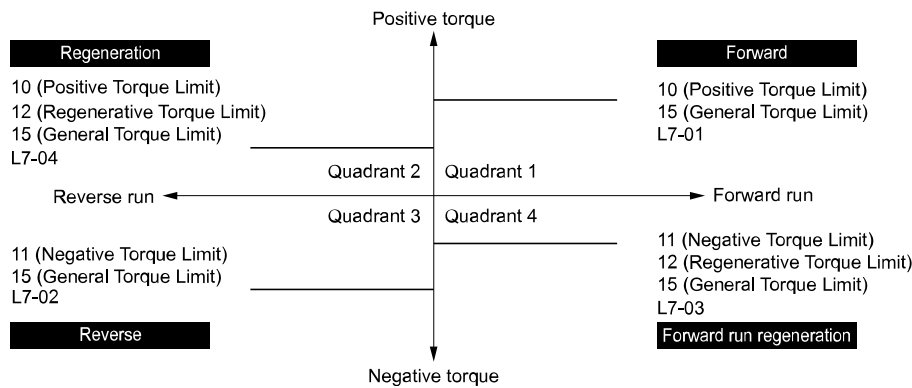 Positive torque
Regeneration
10 (Positive Torque Limit)
12 (Regenerative Torque Limit)
15 (General Torque Limit)
L7-04
Forward
10 (Positive Torque Limit)
15 (General Torque Limit)
L7-01
Quadrant 2
Quadrant 1
Reverse run
Forward run
Quadrant 3
Quadrant 4
11 (Negative Torque Limit)
15 (General Torque Limit)
L7-02
Reverse
11 (Negative Torque Limit)
12 (Regenerative Torque Limit)
15 (General Torque Limit)
L7-03
Forward run regeneration
Negative torque